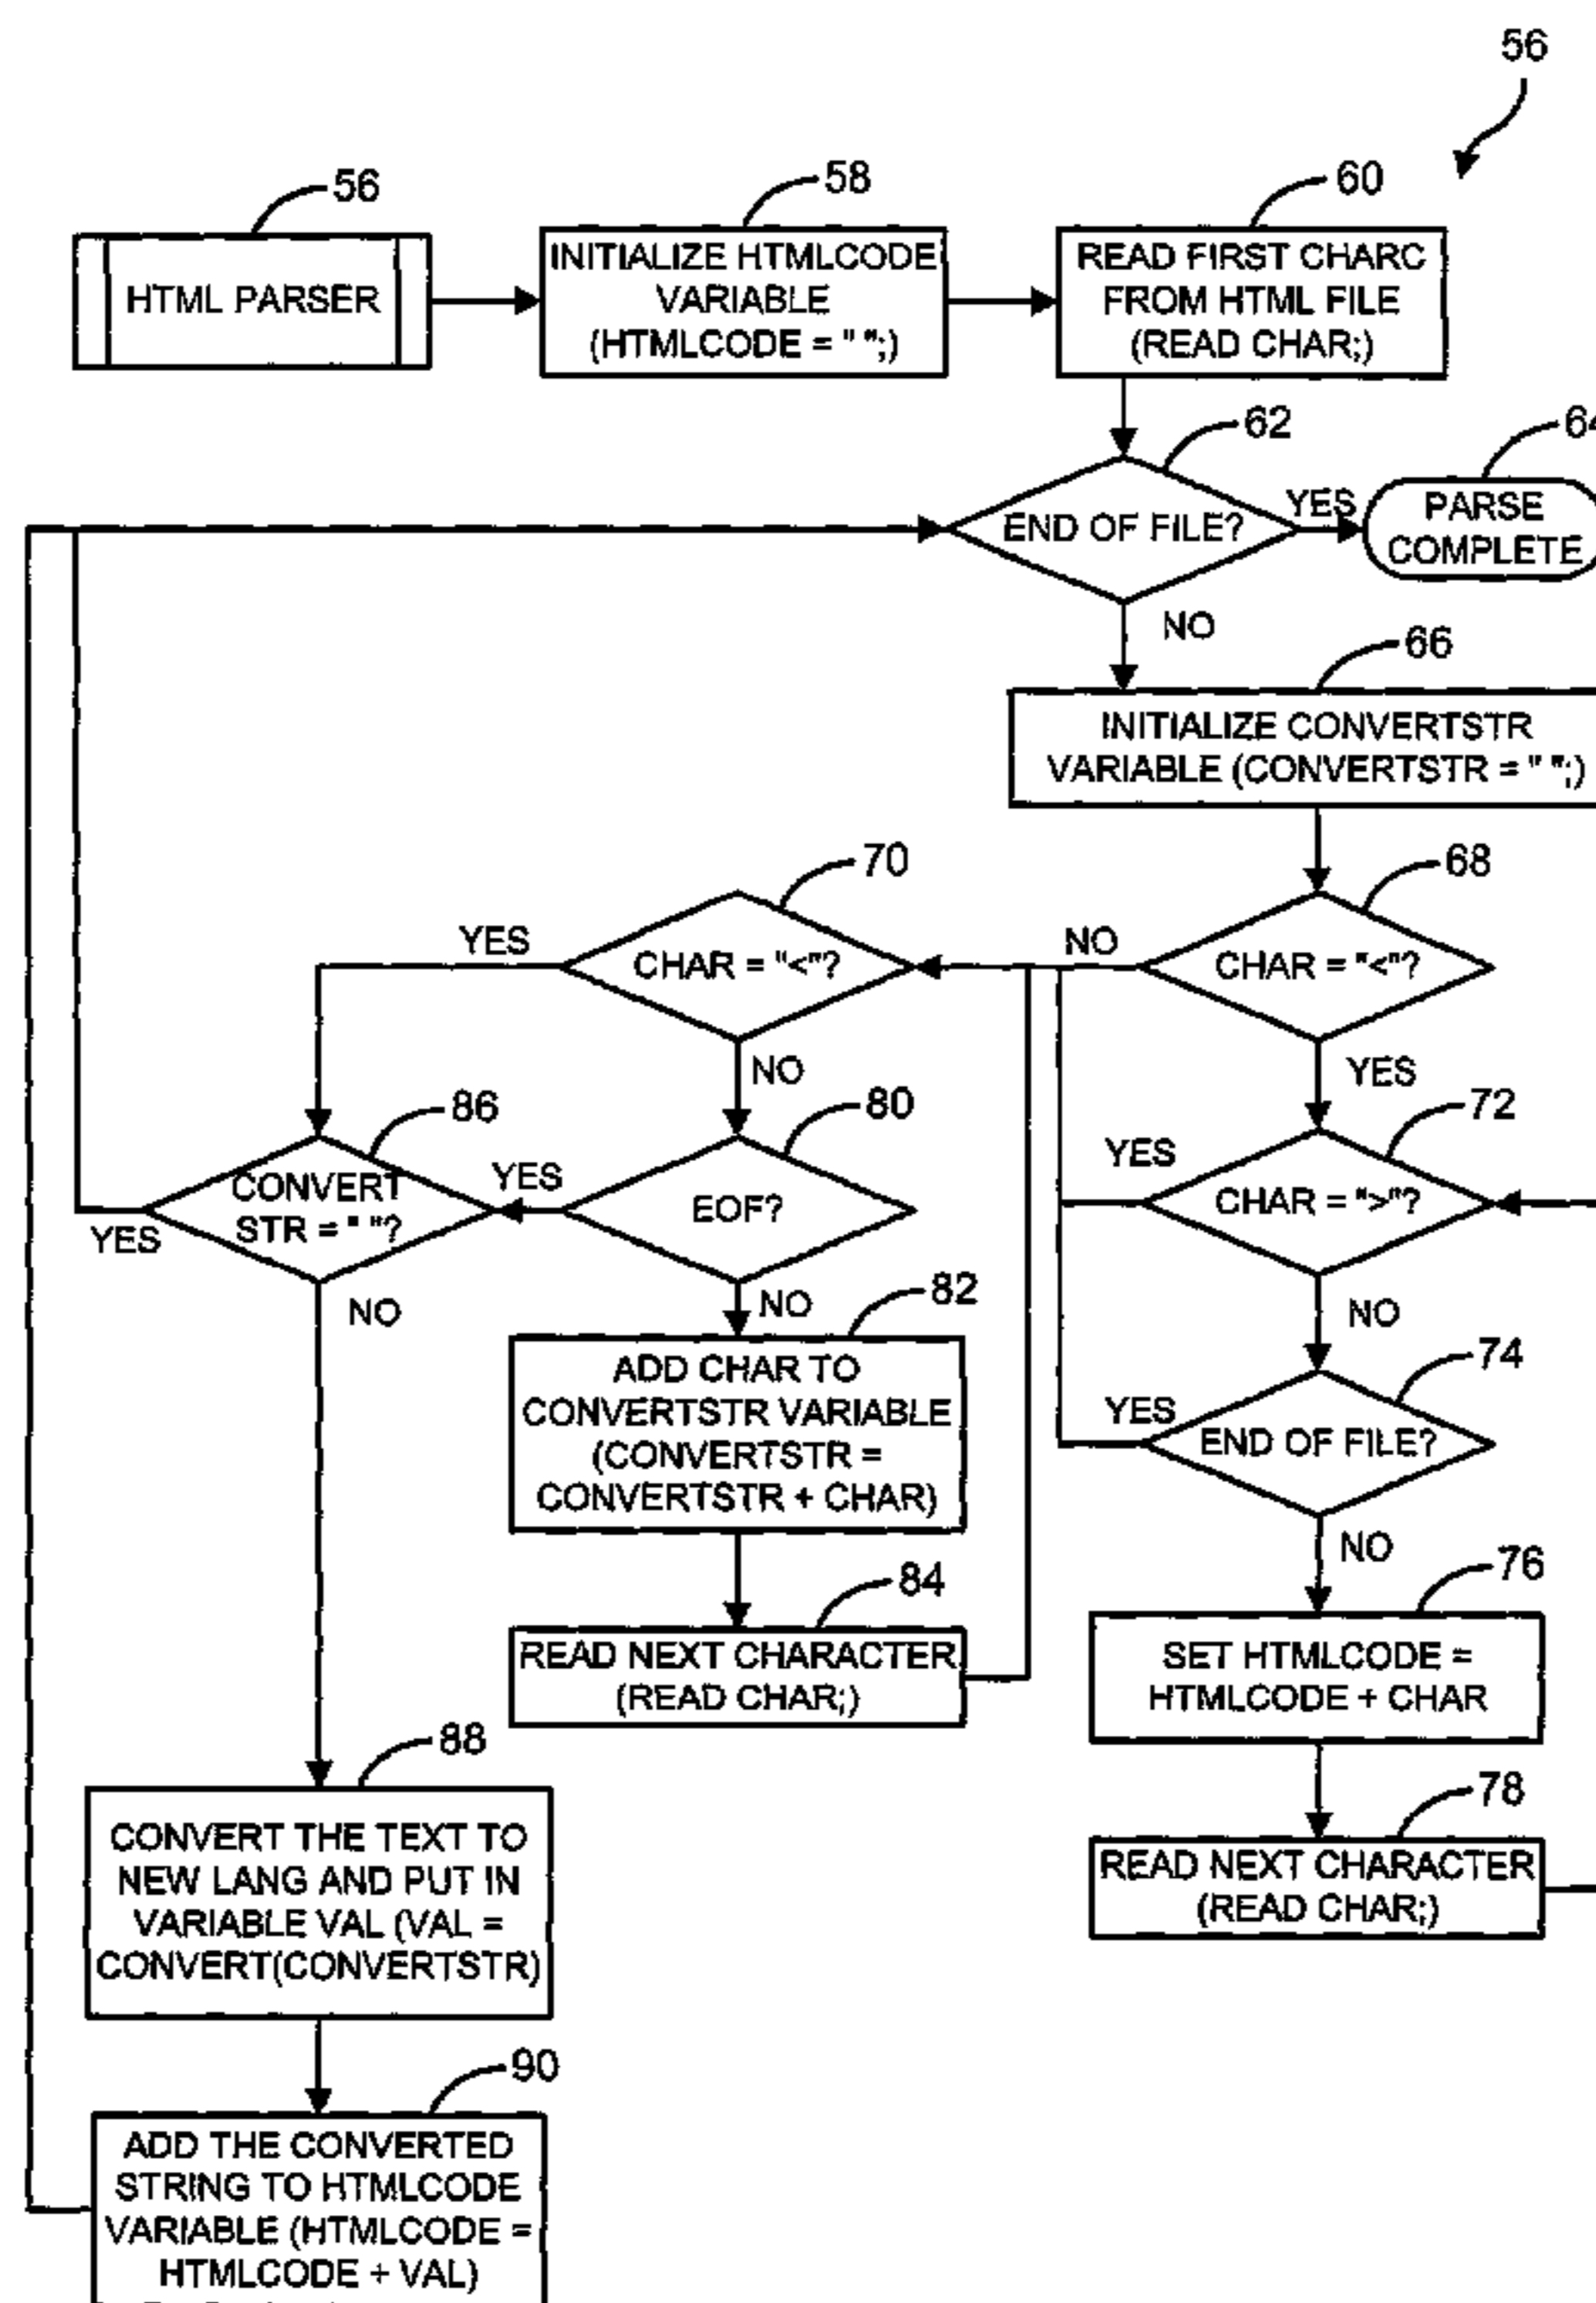 56
56
HTML PARSER
58
INITIALIZE HTMLCODE
VARIABLE
(HTMLCODE = " ";)
60
READ FIRST CHARC
FROM HTML FILE
(READ CHAR;)
62
END OF FILE?
YES
NO
64
PARSE
COMPLETE
66
INITIALIZE CONVERTSTR
VARIABLE (CONVERTSTR = " ";)
68
CHAR = "<"?
NO
YES
70
CHAR = "<"?
YES
NO
72
CHAR = ">"?
YES
NO
74
END OF FILE?
YES
NO
76
SET HTMLCODE =
HTMLCODE + CHAR
78
READ NEXT CHARACTER
(READ CHAR;)
80
EOF?
YES
NO
82
ADD CHAR TO
CONVERTSTR VARIABLE
(CONVERTSTR =
CONVERTSTR + CHAR)
84
READ NEXT CHARACTER
(READ CHAR;)
86
CONVERT
STR = " "?
YES
NO
88
CONVERT THE TEXT TO
NEW LANG AND PUT IN
VARIABLE VAL (VAL =
CONVERT(CONVERTSTR)
90
ADD THE CONVERTED
STRING TO HTMLCODE
VARIABLE (HTMLCODE =
HTMLCODE + VAL)